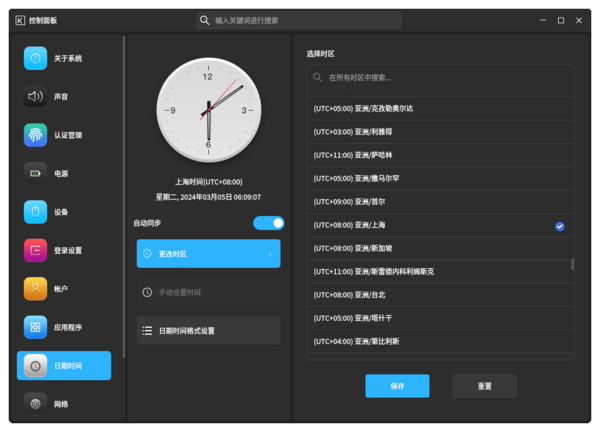 控制面板
输入关键词进行搜索
关于系统
声音
认证管理
电源
设备
登录设置
帐户
应用程序
日期时间
网络
12
3
6
9
上海时间(UTC+08:00)
星期二, 2024年03月05日 06:09:07
自动同步
更改时区
手动设置时间
日期时间格式设置
选择时区
在所有时区中搜索...
(UTC+05:00) 亚洲/克孜勒奥尔达
(UTC+03:00) 亚洲/利雅得
(UTC+11:00) 亚洲/萨哈林
(UTC+05:00) 亚洲/撒马尔罕
(UTC+09:00) 亚洲/首尔
(UTC+08:00) 亚洲/上海
(UTC+08:00) 亚洲/新加坡
(UTC+11:00) 亚洲/斯雷德内科利姆斯克
(UTC+08:00) 亚洲/台北
(UTC+05:00) 亚洲/塔什干
(UTC+04:00) 亚洲/第比利斯
保存
重置